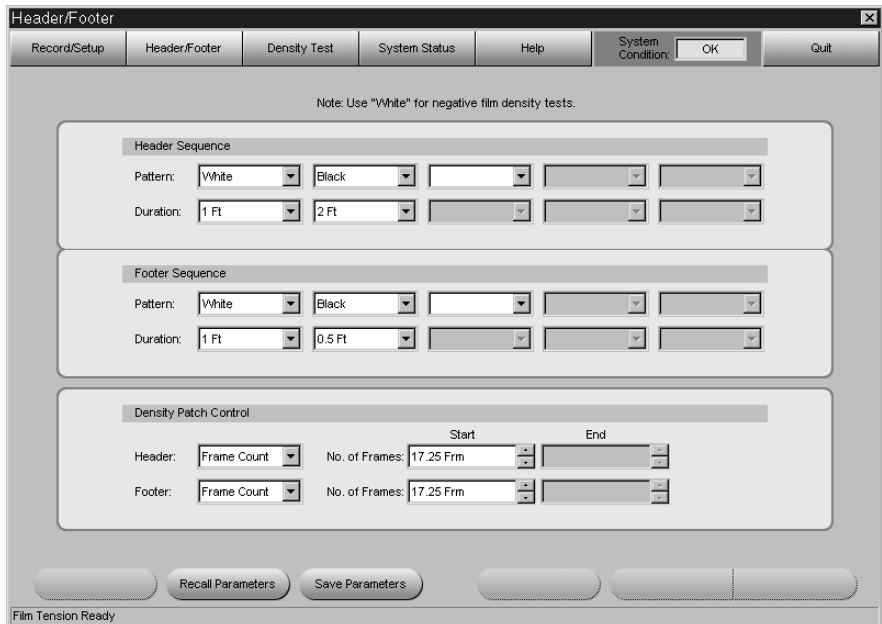 Header/Footer
Record/Setup Header/Footer Density Test System Status Help System Condition: OK Quit
Note: Use "White" for negative film density tests.
Header Sequence
Pattern: White Black
Duration: 1 Ft 2 Ft
Footer Sequence
Pattern: White Black
Duration: 1 Ft 0.5 Ft
Density Patch Control
Start End
Header: Frame Count No. of Frames: 17.25 Frm
Footer: Frame Count No. of Frames: 17.25 Frm
Recall Parameters Save Parameters
Film Tension Ready